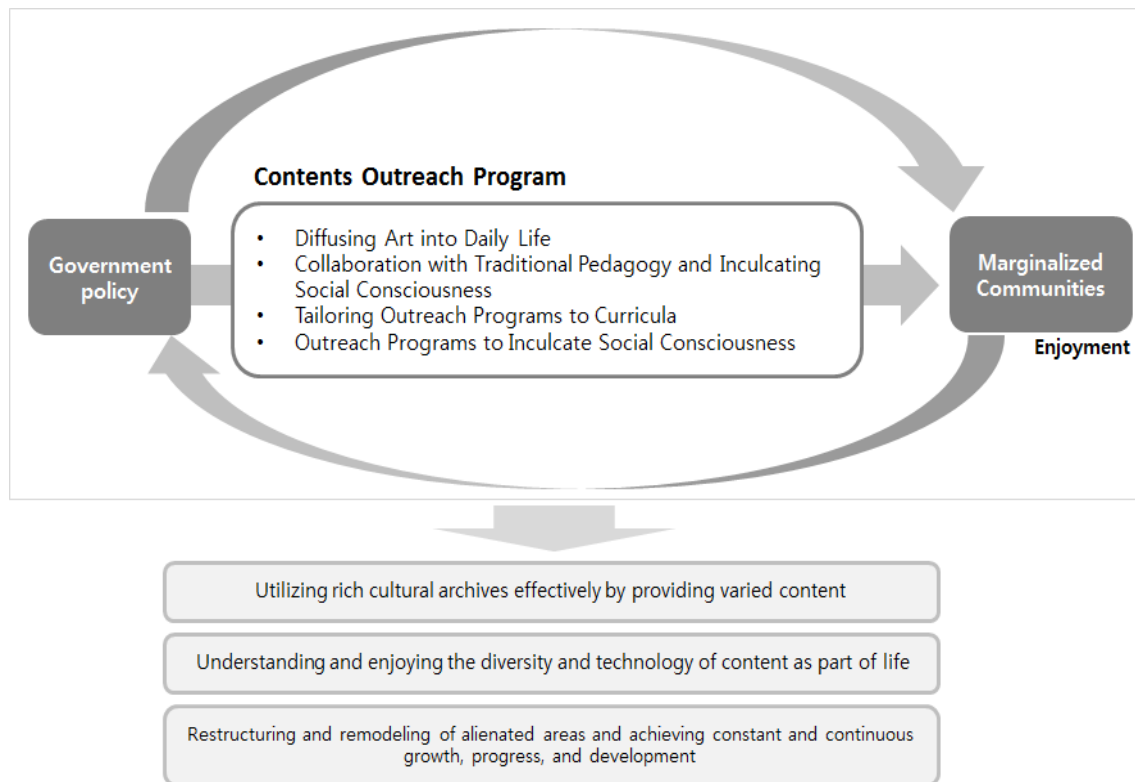 Contents Outreach Program
Government
policy
• Diffusing Art into Daily Life
• Collaboration with Traditional Pedagogy and Inculcating
Social Consciousness
• Tailoring Outreach Programs to Curricula
• Outreach Programs to Inculcate Social Consciousness
Marginalized
Communities
Enjoyment
Utilizing rich cultural archives effectively by providing varied content
Understanding and enjoying the diversity and technology of content as part of life
Restructuring and remodeling of alienated areas and achieving constant and continuous
growth, progress, and development